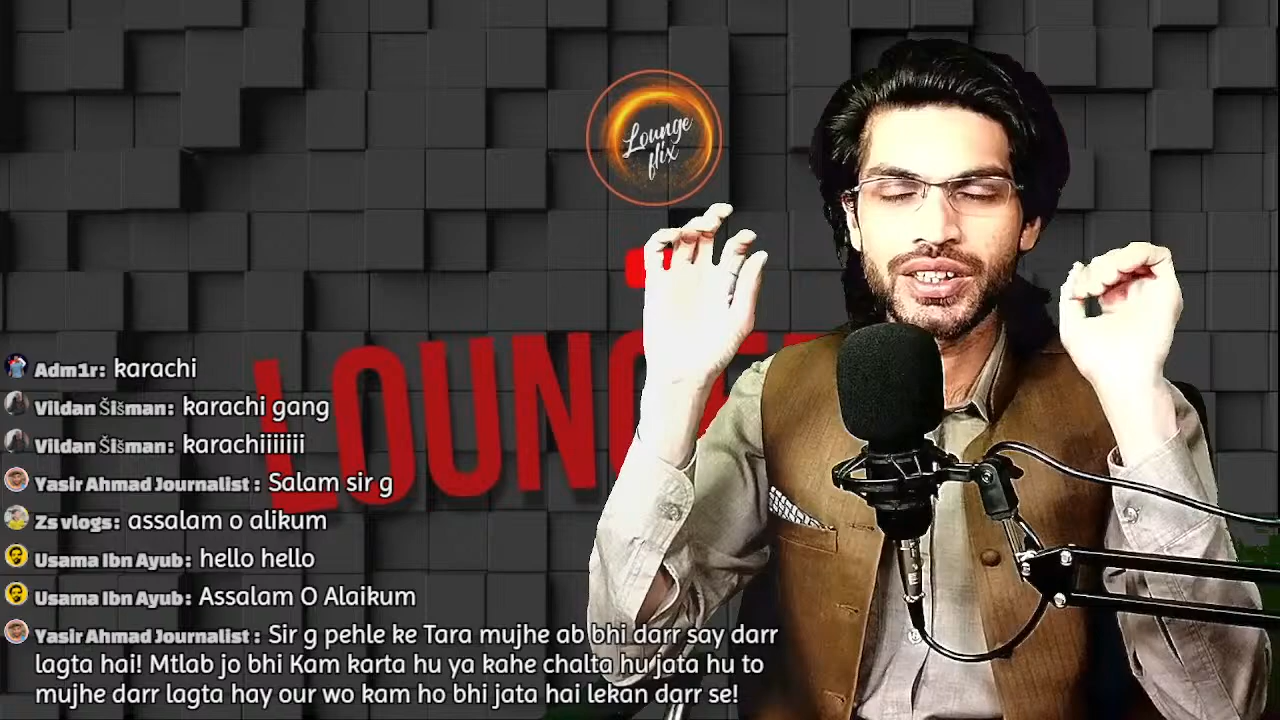 Lounge
flix
LOUNGE
Adm1r: karachi
Vildan Šišman: karachi gang
Vildan Šišman: karachiiiiiii
Yasir Ahmad Journalist : Salam sir g
Zs vlogs: assalam o alikum
Usama Ibn Ayub: hello hello
Usama Ibn Ayub: Assalam O Alaikum
Yasir Ahmad Journalist : Sir g pehle ke Tara mujhe ab bhi darr say darr
lagta hai! Mtlab jo bhi Kam karta hu ya kahe chalta hu jata hu to
mujhe darr lagta hay our wo kam ho bhi jata hai lekan darr se!